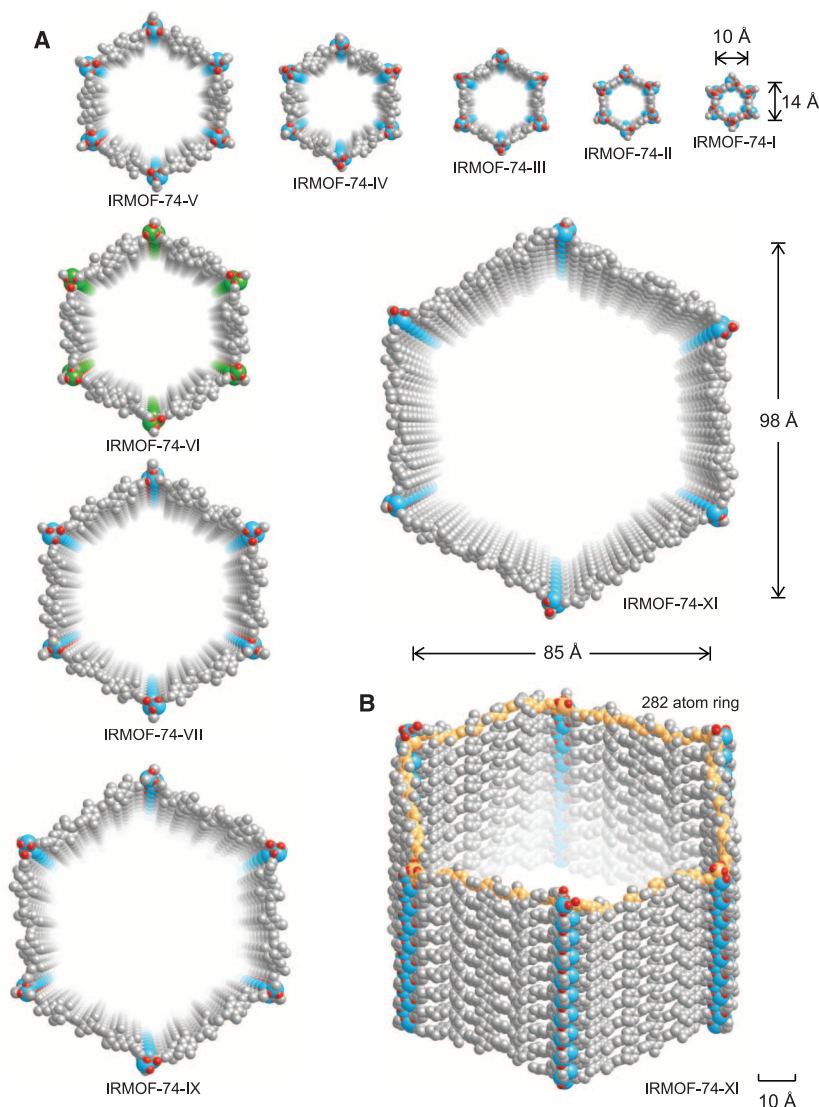 A
10 Å
14 Å
IRMOF-74-V
IRMOF-74-IV
IRMOF-74-III
IRMOF-74-II
IRMOF-74-I
IRMOF-74-VI
98 Å
IRMOF-74-XI
85 Å
IRMOF-74-VII
B
282 atom ring
IRMOF-74-IX
IRMOF-74-XI
10 Å